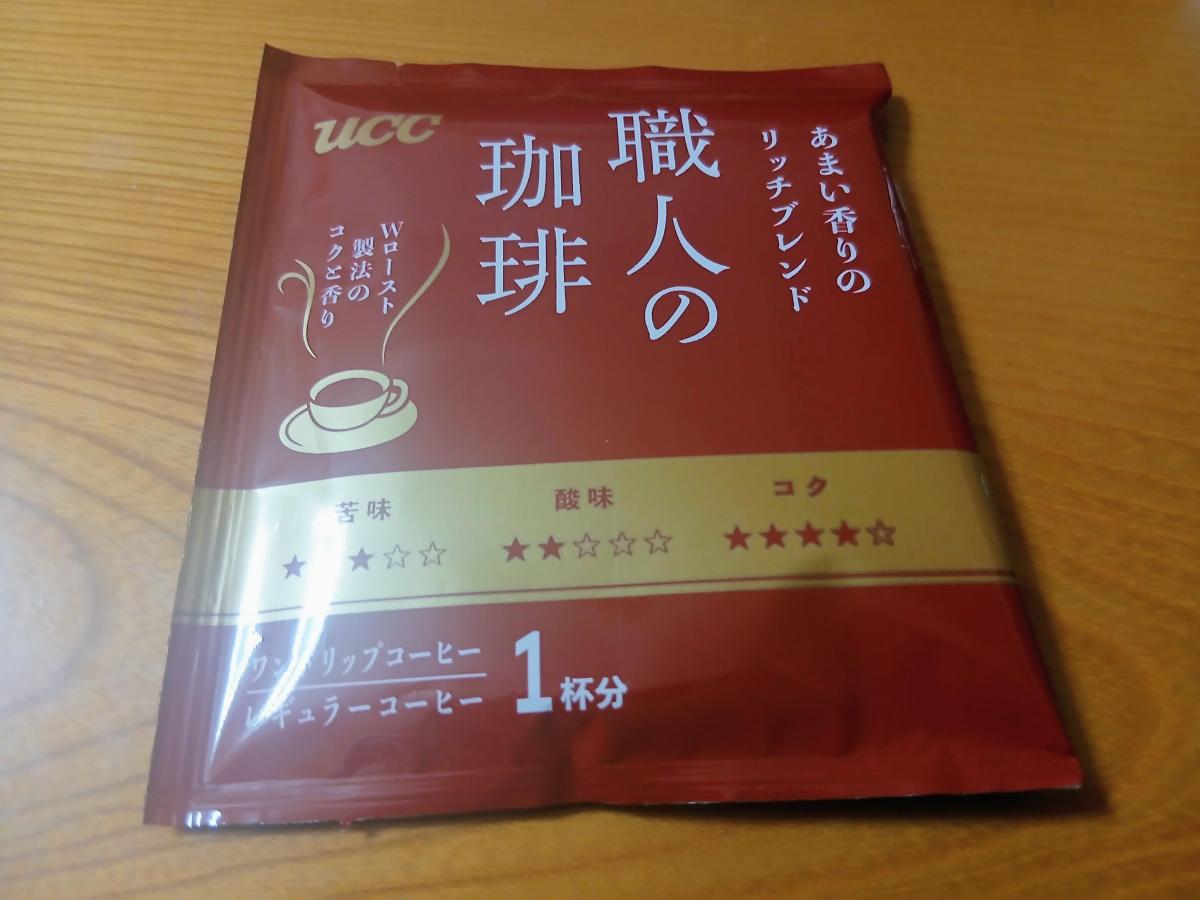 ucc
あまい香りの
リッチブレンド
職人の
珈琲
Wロースト
製法の
コクと香り
苦味
酸味
コク
★ ★☆☆
★★☆☆☆
★★★★☆
ワンドリップコーヒー
レギュラーコーヒー
1杯分